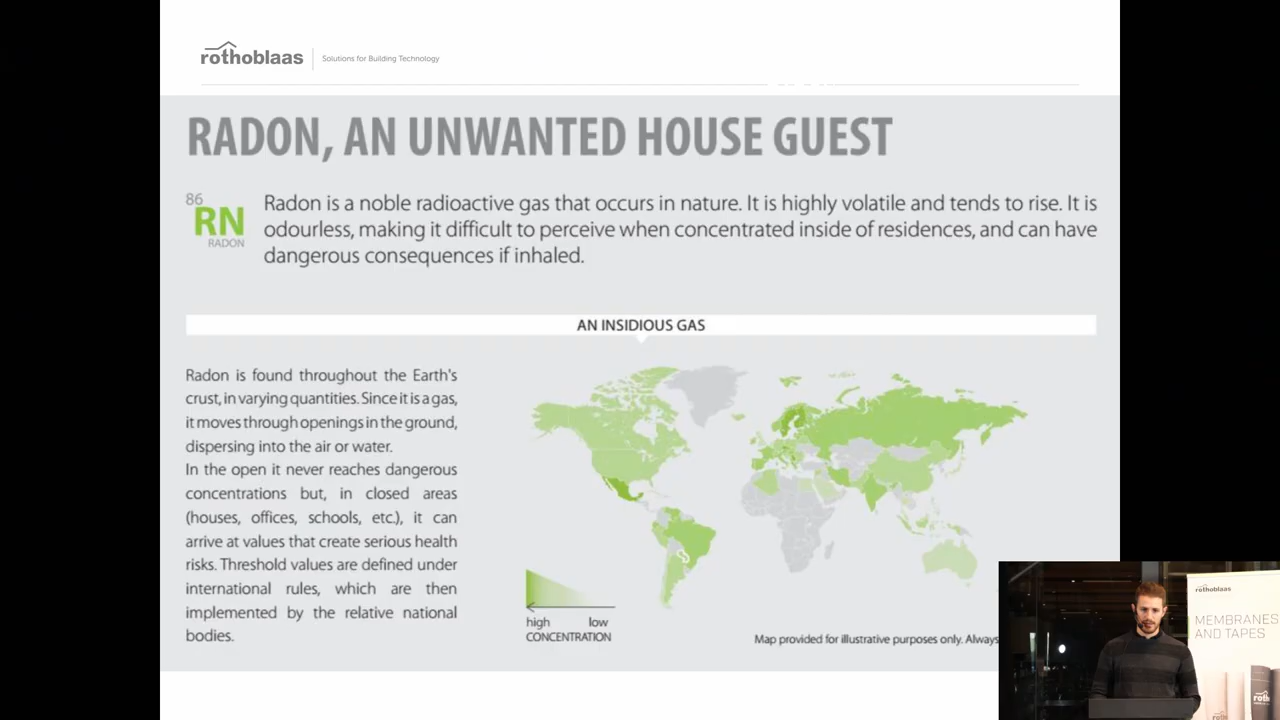 rothoblaas
Solutions for Building Technology
RADON, AN UNWANTED HOUSE GUEST
86
RN
RADON
Radon is a noble radioactive gas that occurs in nature. It is highly volatile and tends to rise. It is
odourless, making it difficult to perceive when concentrated inside of residences, and can have
dangerous consequences if inhaled.
AN INSIDIOUS GAS
Radon is found throughout the Earth's
crust, in varying quantities. Since it is a gas,
it moves through openings in the ground,
dispersing into the air or water.
In the open it never reaches dangerous
concentrations but, in closed areas
(houses, offices, schools, etc.), it can
arrive at values that create serious health
risks. Threshold values are defined under
international rules, which are then
implemented by the relative national
bodies.
high low
CONCENTRATION
Map provided for illustrative purposes only. Always
rothoblaas
MEMBRANES
AND TAPES